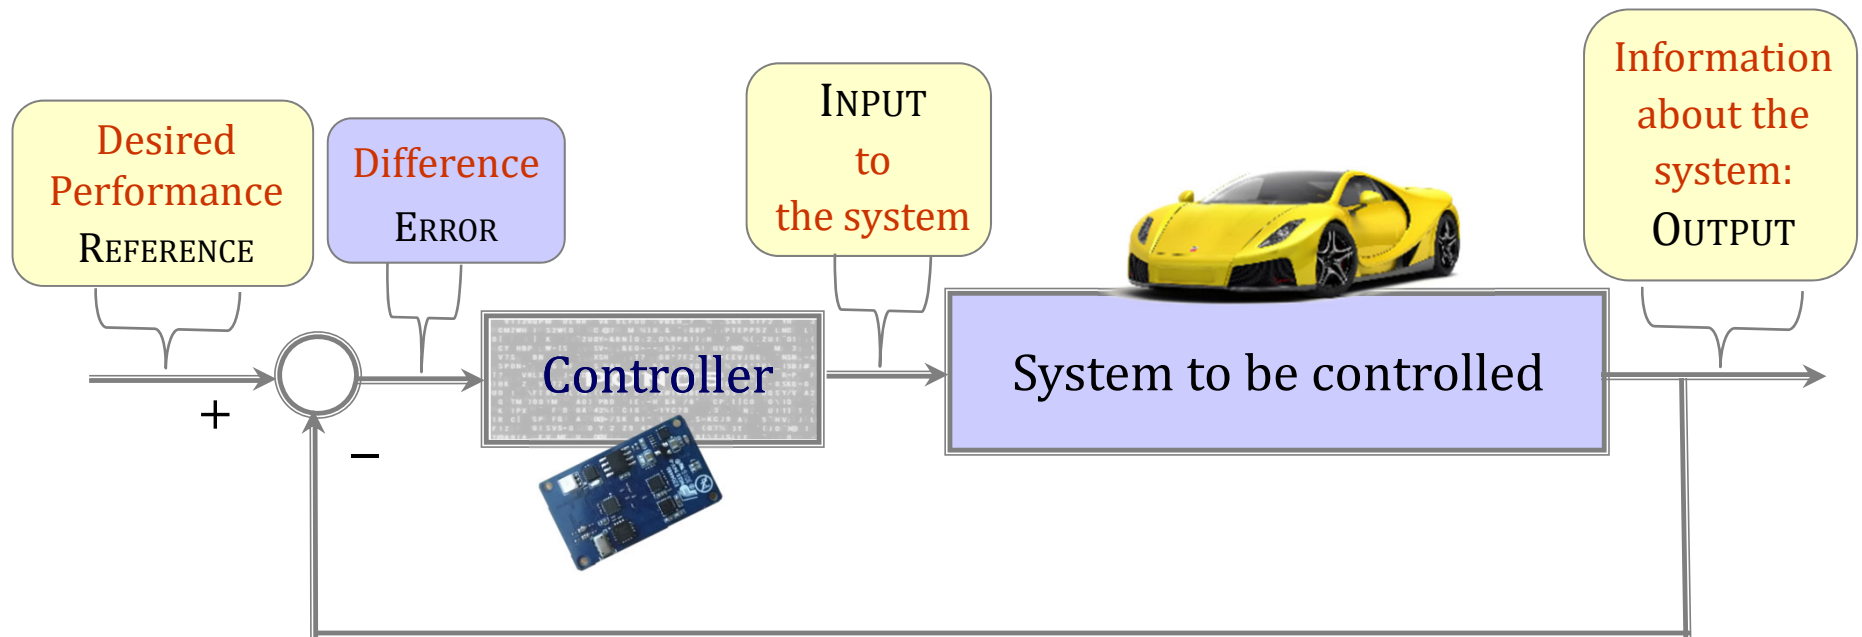 Desired
Performance
REFERENCE
Difference
ERROR
INPUT
to
the system
Information
about the
system:
OUTPUT
+
−
Controller
System to be controlled